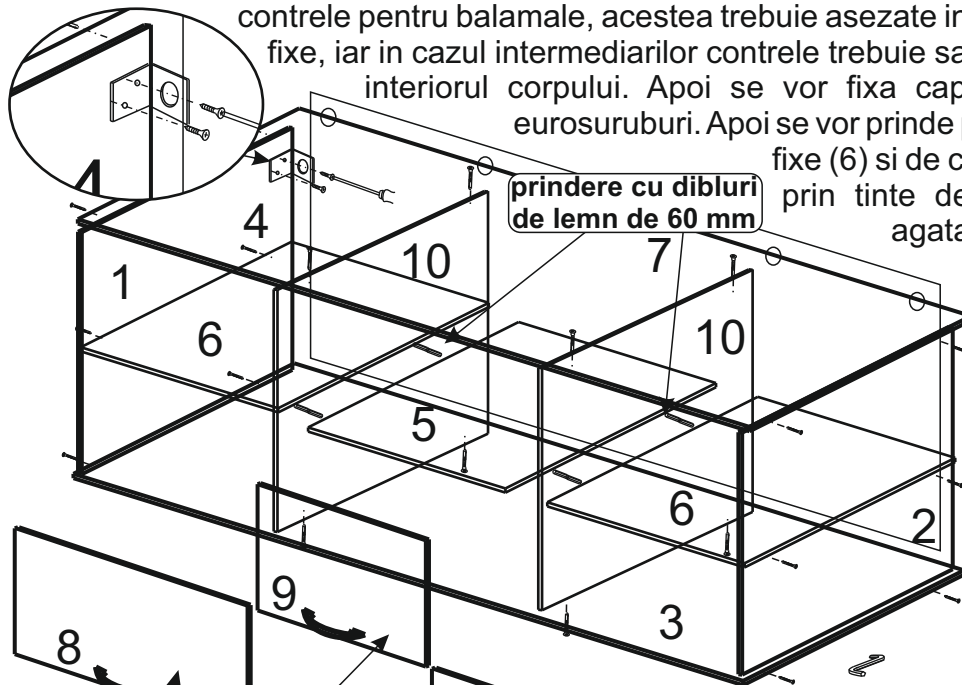 contrele pentru balamale, acestea trebuie asezate in
fixe, iar in cazul intermediarilor contrele trebuie sa
interiorul corpului. Apoi se vor fixa cap
eurosuruburi. Apoi se vor prinde
fixe (6) si de c
prin tinte de
agata
prindere cu dibluri
de lemn de 60 mm
4
4
10
7
1
6
10
5
6
2
9
3
8